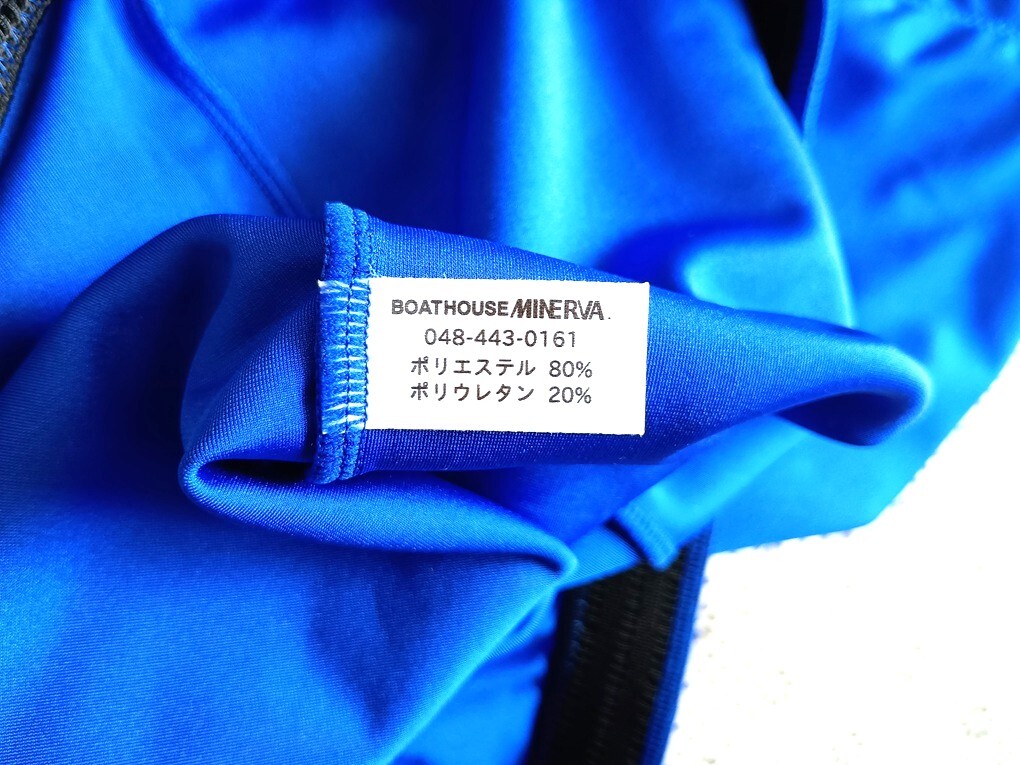 BOATHOUSE MINERVA.
048-443-0161
ポリエステル 80%
ポリウレタン 20%